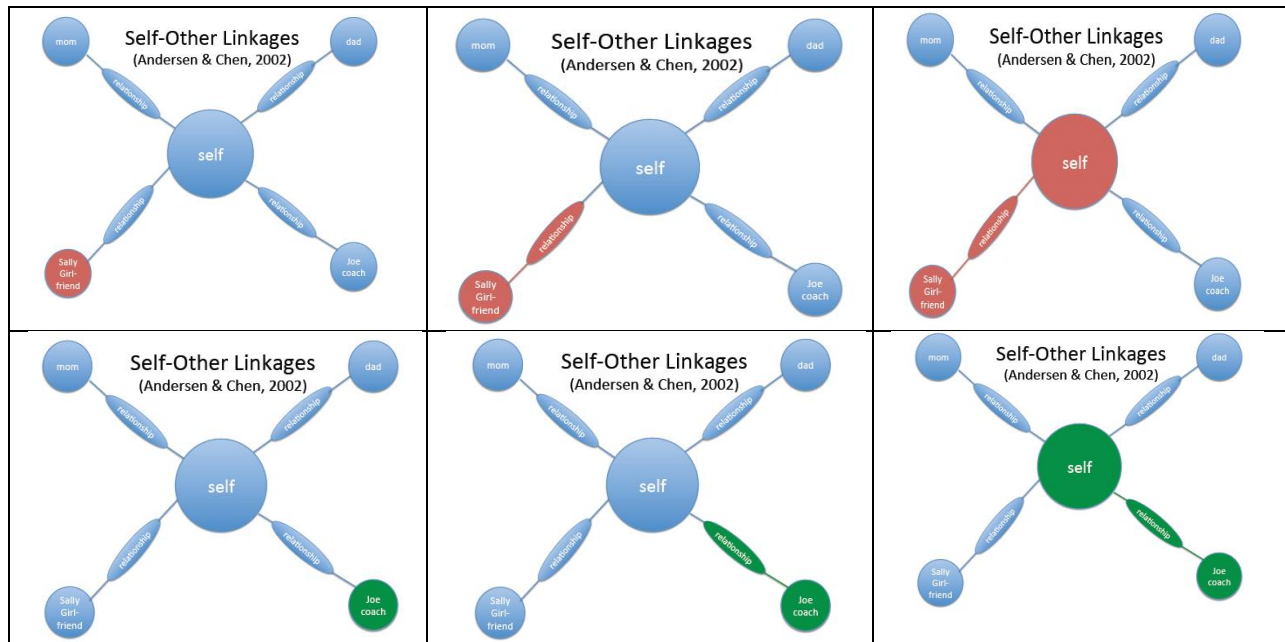 mom
Self-Other Linkages
dad
(Andersen & Chen, 2002)
relationship
relationship
self
relationship
relationship
Sally
Girl-
friend
Joe
coach
mom
Self-Other Linkages
dad
(Andersen & Chen, 2002)
relationship
relationship
self
relationship
relationship
Sally
Girl-
friend
Joe
coach
mom
Self-Other Linkages
dad
(Andersen & Chen, 2002)
relationship
relationship
self
relationship
relationship
Sally
Girl-
friend
Joe
coach
mom
Self-Other Linkages
dad
(Andersen & Chen, 2002)
relationship
relationship
self
relationship
relationship
Sally
Girl-
friend
Joe
coach
mom
Self-Other Linkages
dad
(Andersen & Chen, 2002)
relationship
relationship
self
relationship
relationship
Sally
Girl-
friend
Joe
coach
mom
Self-Other Linkages
dad
(Andersen & Chen, 2002)
relationship
relationship
self
relationship
relationship
Sally
Girl-
friend
Joe
coach